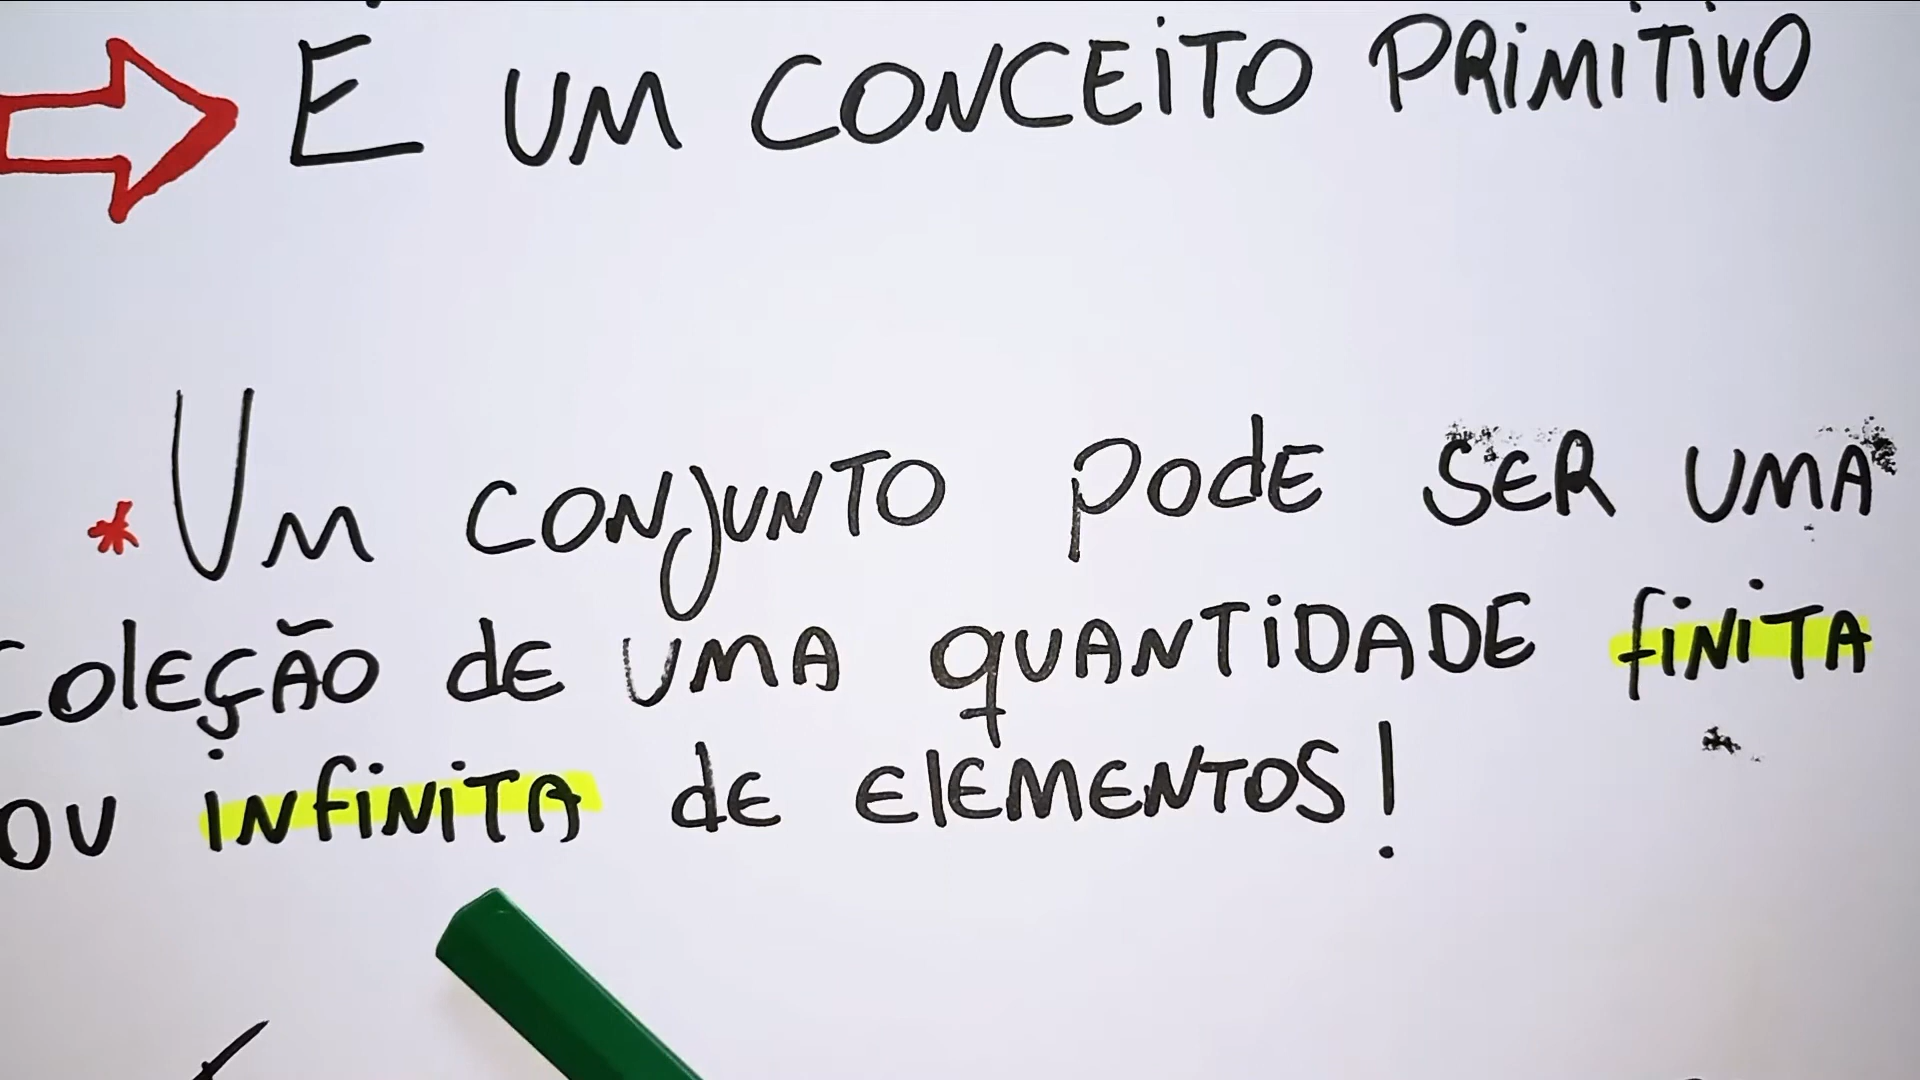 É UM CONCEITO PRIMITIVO
* UM CONJUNTO PODE SER UMA
COLEÇÃO DE UMA QUANTIDADE FINITA
OU INFINITA DE ELEMENTOS!